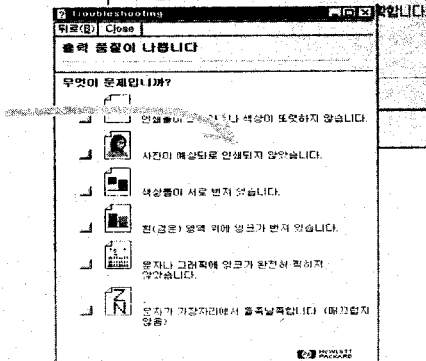 Troubleshooting
확합니다
뒤로(B) Close
출력 품질이 나쁩니다
무엇이 문제입니까?
색상이 또렷하지 않습니다.
사진이 예상대로 인쇄되지 않았습니다.
색상들이 서로 번져 있습니다.
흰(검은) 영역 위에 잉크가 번져 있습니다.
문자나 그래픽에 잉크가 완전히 찍히지
않았습니다.
문자가 가장자리에서 들쭉날쭉합니다 (매끄럽지
않음)
HEWLETT
PACKARD